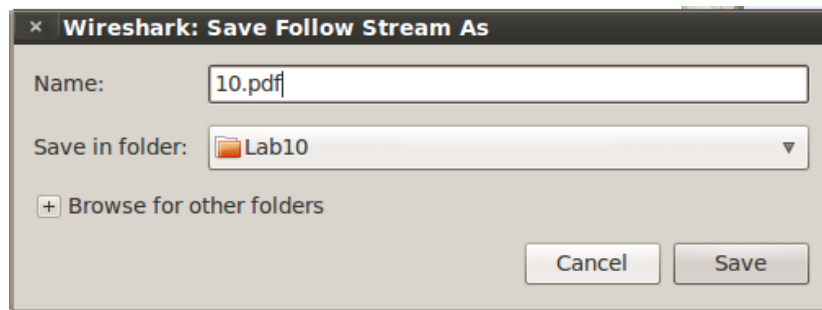 × Wireshark: Save Follow Stream As
Name: 10.pdf
Save in folder: Lab10
+ Browse for other folders
Cancel Save